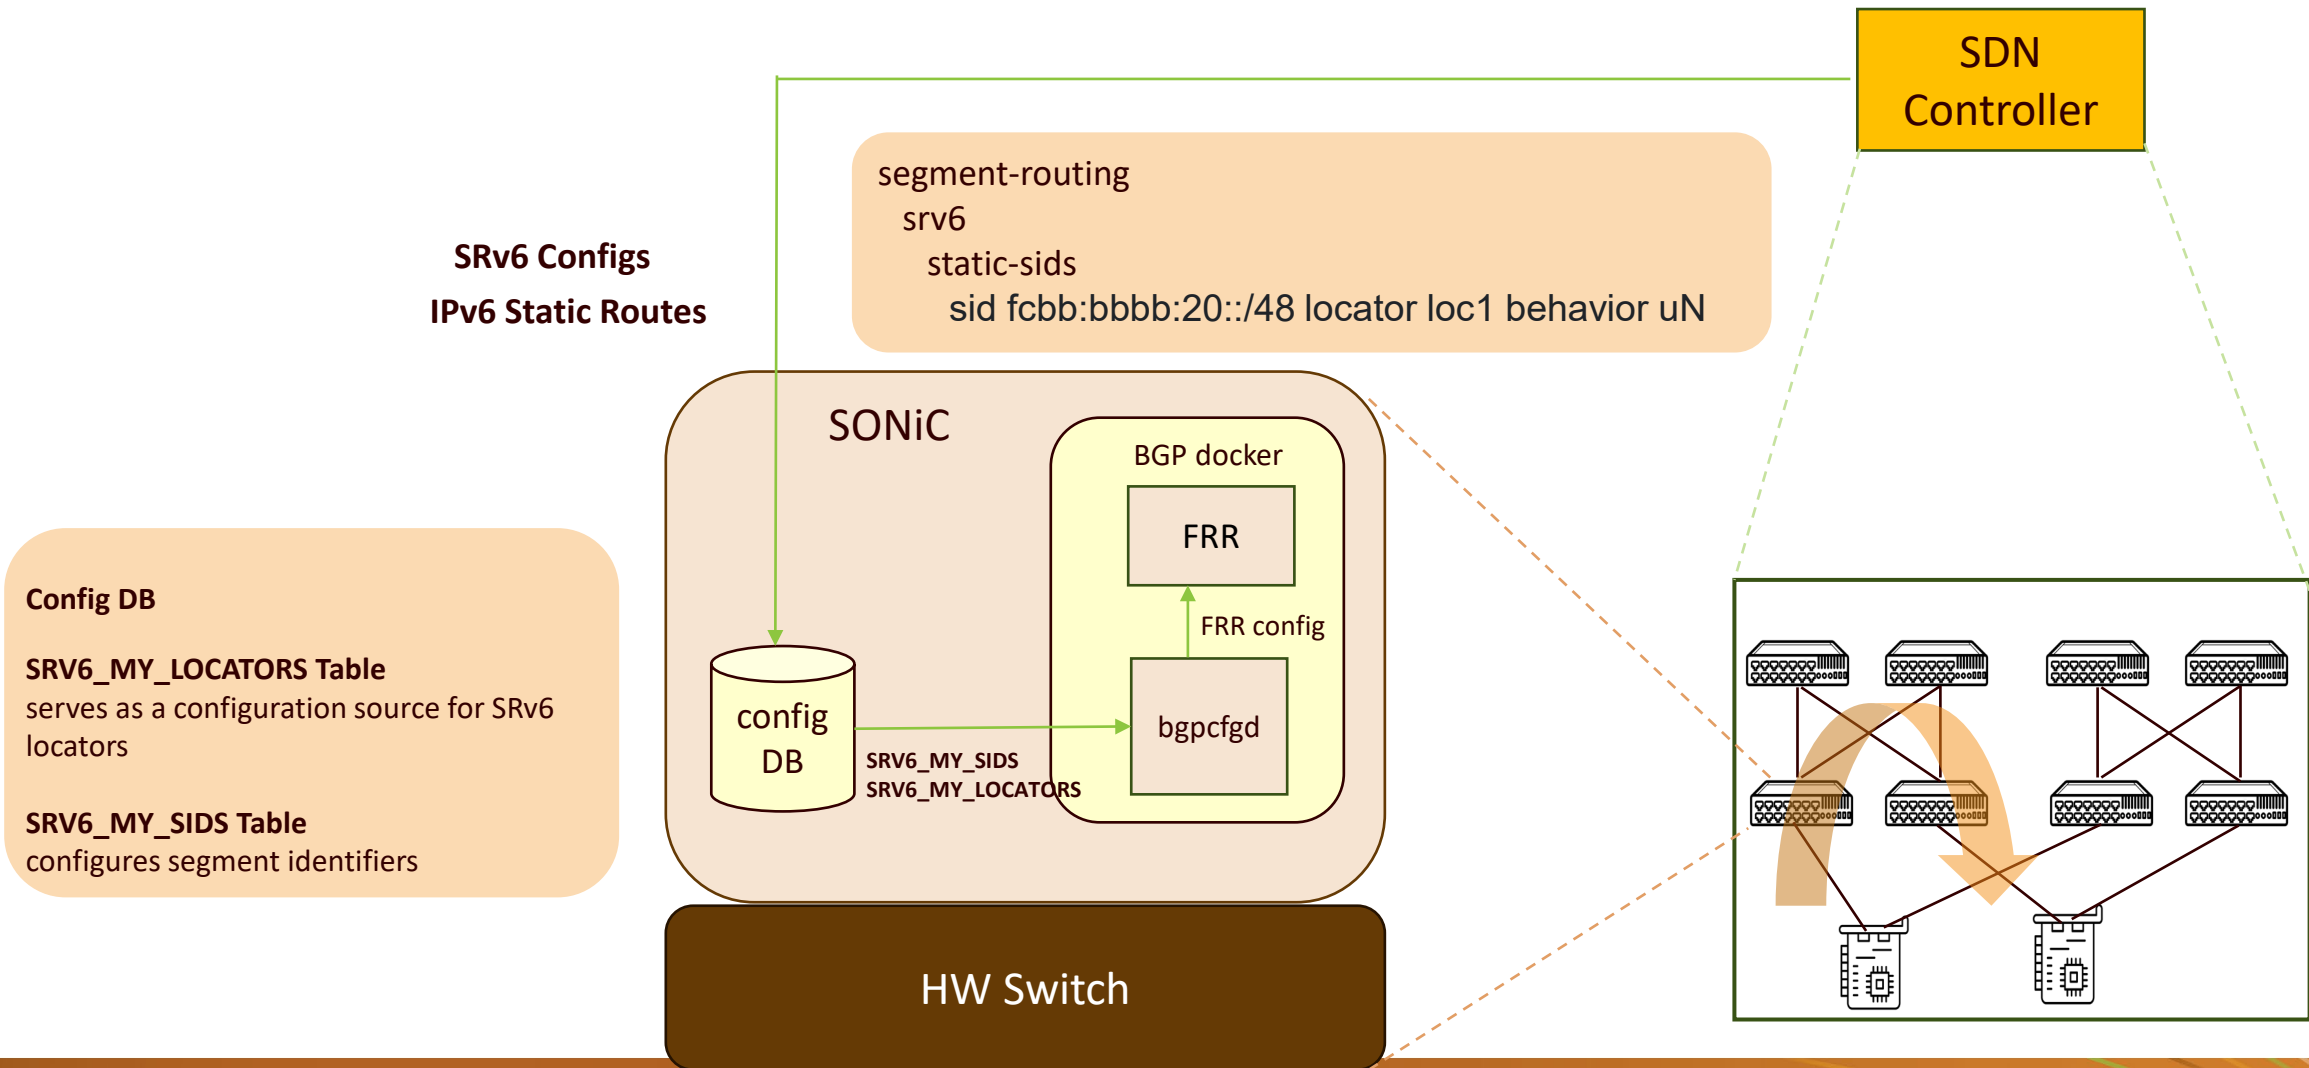 SDN
Controller
segment-routing
srv6
static-sids
sid fcbb:bbbb:20::/48 locator loc1 behavior uN
SRv6 Configs
IPv6 Static Routes
SONiC
BGP docker
FRR
FRR config
bgpcfgd
config
DB
SRV6_MY_SIDS
SRV6_MY_LOCATORS
Config DB
SRV6_MY_LOCATORS Table
serves as a configuration source for SRv6
locators
SRV6_MY_SIDS Table
configures segment identifiers
HW Switch